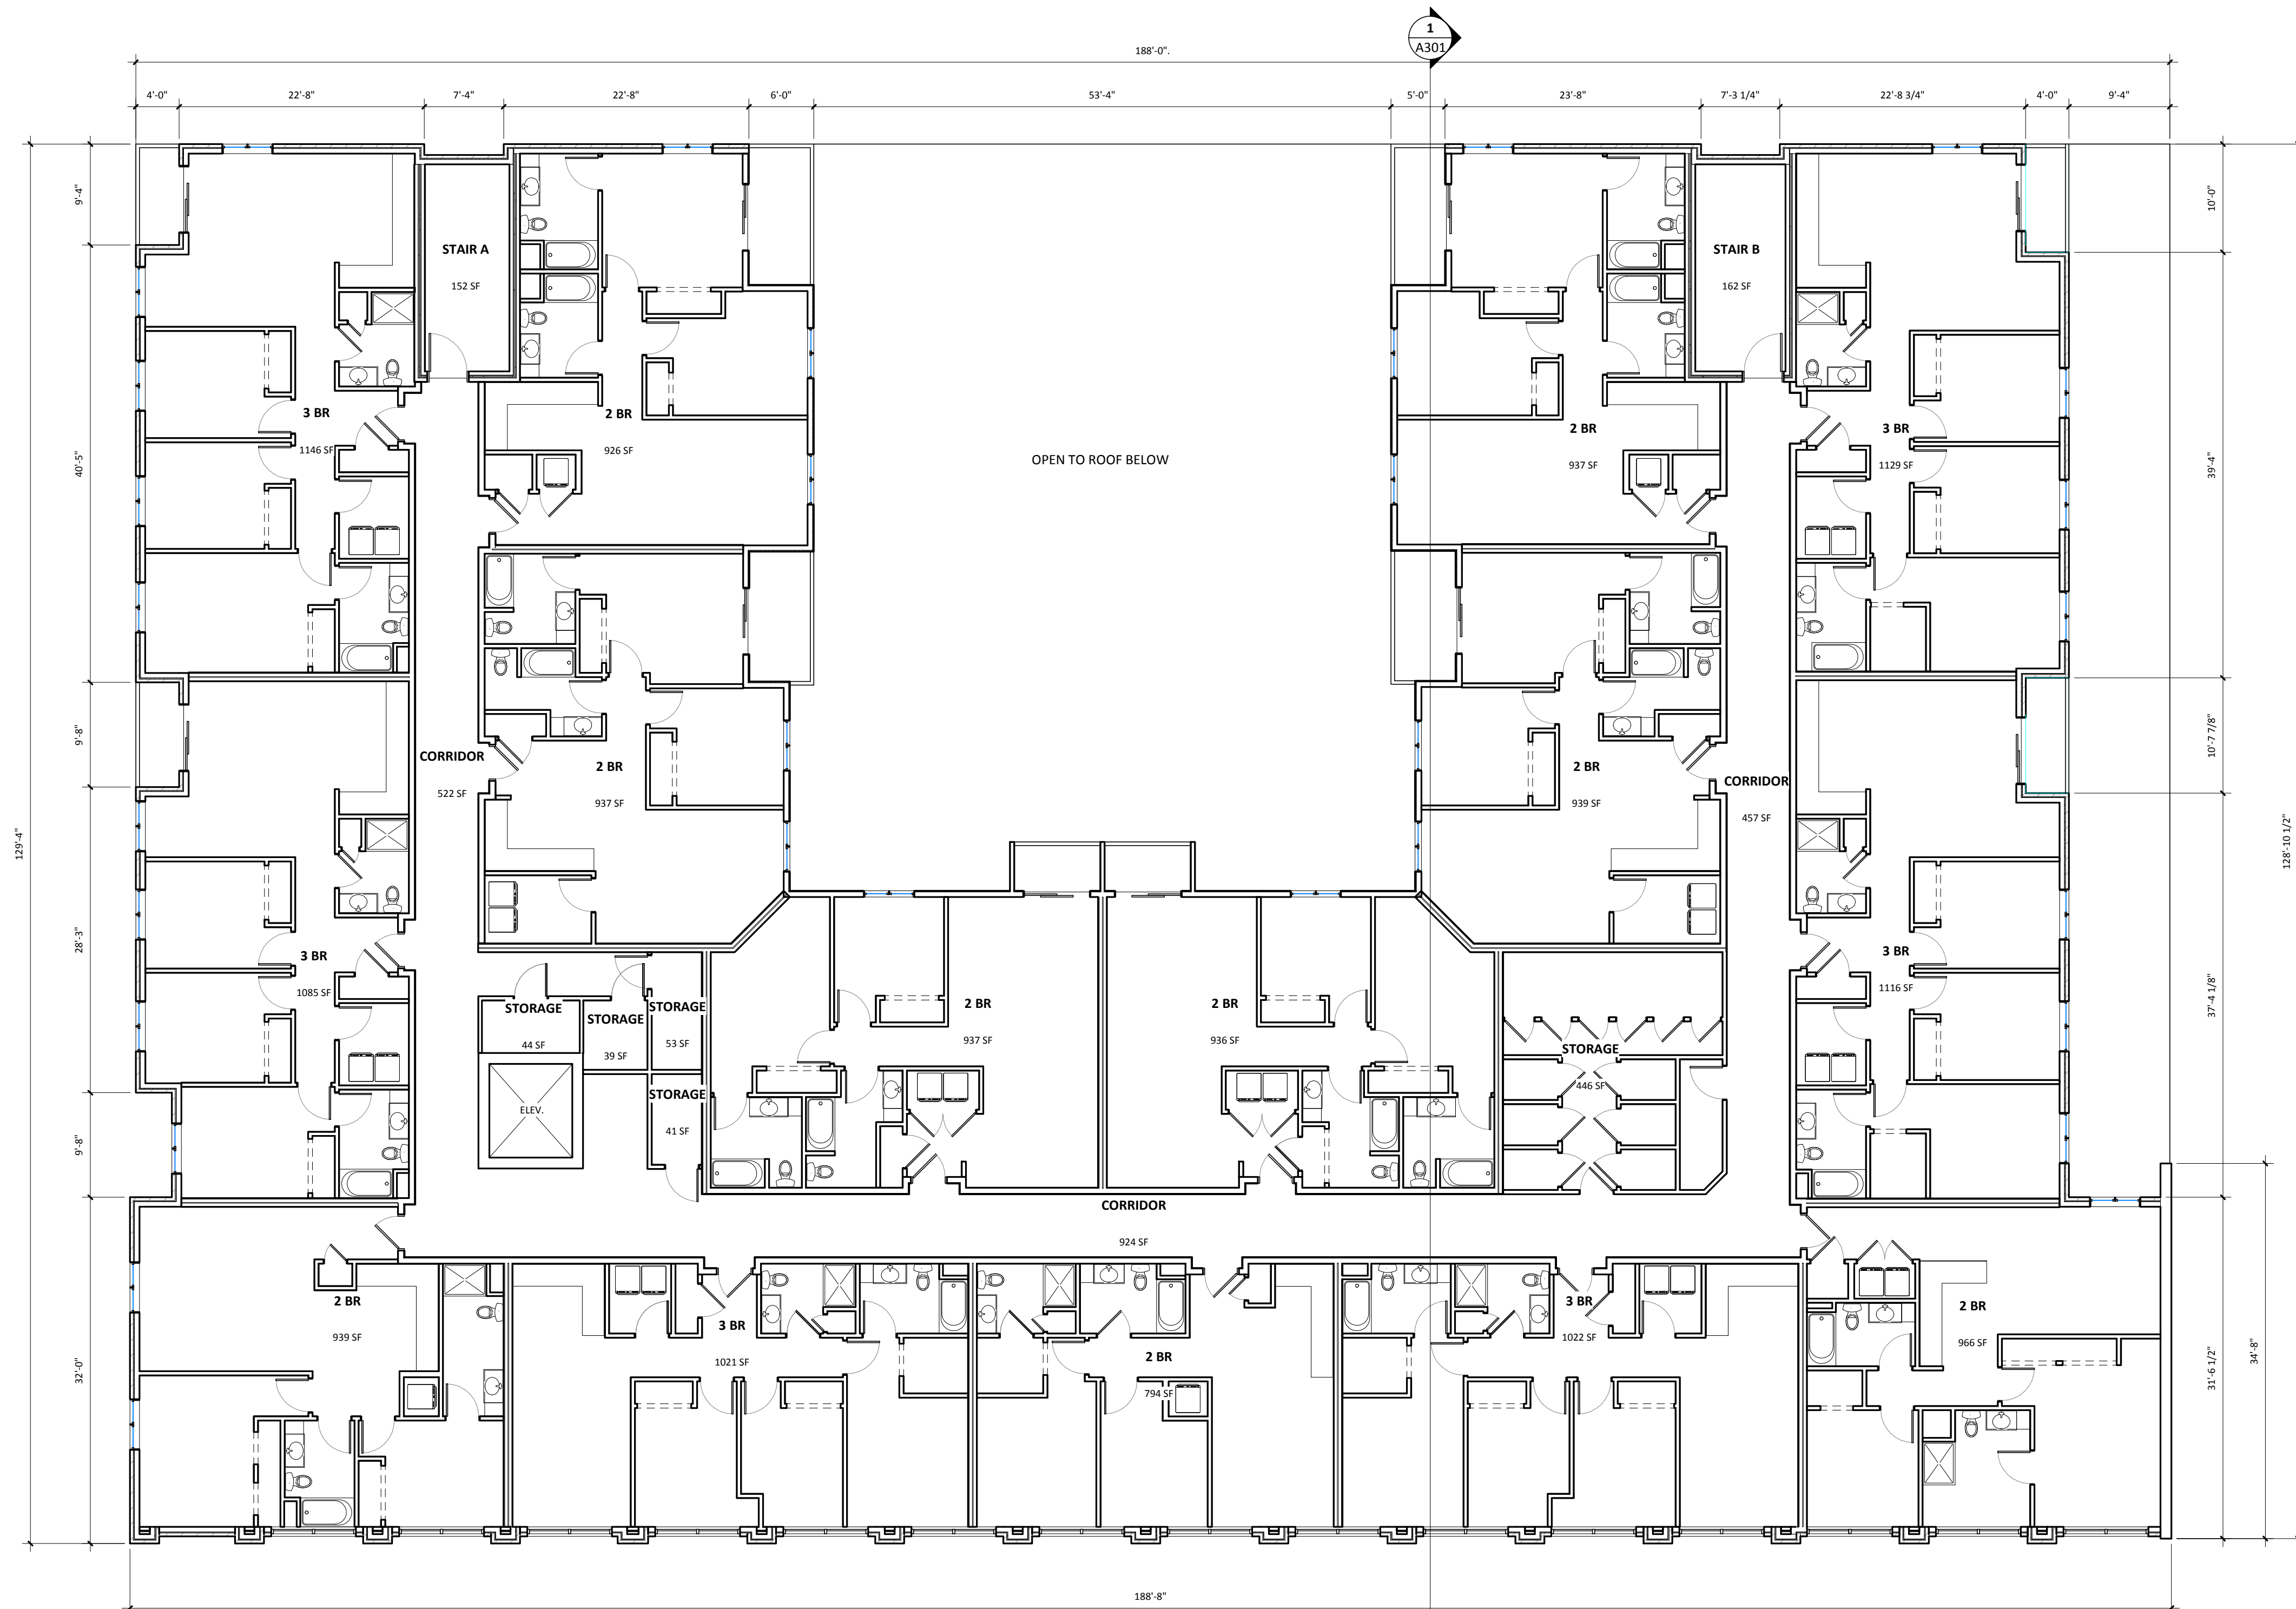 1
A301
188'-0".
4'-0"
22'-8"
7'-4"
22'-8"
6'-0"
53'-4"
5'-0"
23'-8"
7'-3 1/4"
22'-8 3/4"
4'-0"
9'-4"
9'-4"
10'-0"
STAIR A
152 SF
STAIR B
162 SF
3 BR
1146 SF
2 BR
926 SF
OPEN TO ROOF BELOW
2 BR
937 SF
3 BR
1129 SF
40'-5"
39'-4"
9'-8"
10'-7 7/8"
CORRIDOR
522 SF
2 BR
937 SF
2 BR
939 SF
CORRIDOR
457 SF
129'-4"
128'-10 1/2"
28'-3"
37'-4 1/8"
3 BR
1085 SF
STORAGE
44 SF
STORAGE
39 SF
STORAGE
53 SF
2 BR
937 SF
2 BR
936 SF
STORAGE
446 SF
3 BR
1116 SF
ELEV.
STORAGE
41 SF
9'-8"
CORRIDOR
924 SF
2 BR
939 SF
3 BR
1021 SF
2 BR
794 SF
3 BR
1022 SF
2 BR
966 SF
32'-0"
31'-6 1/2"
34'-8"
188'-8"